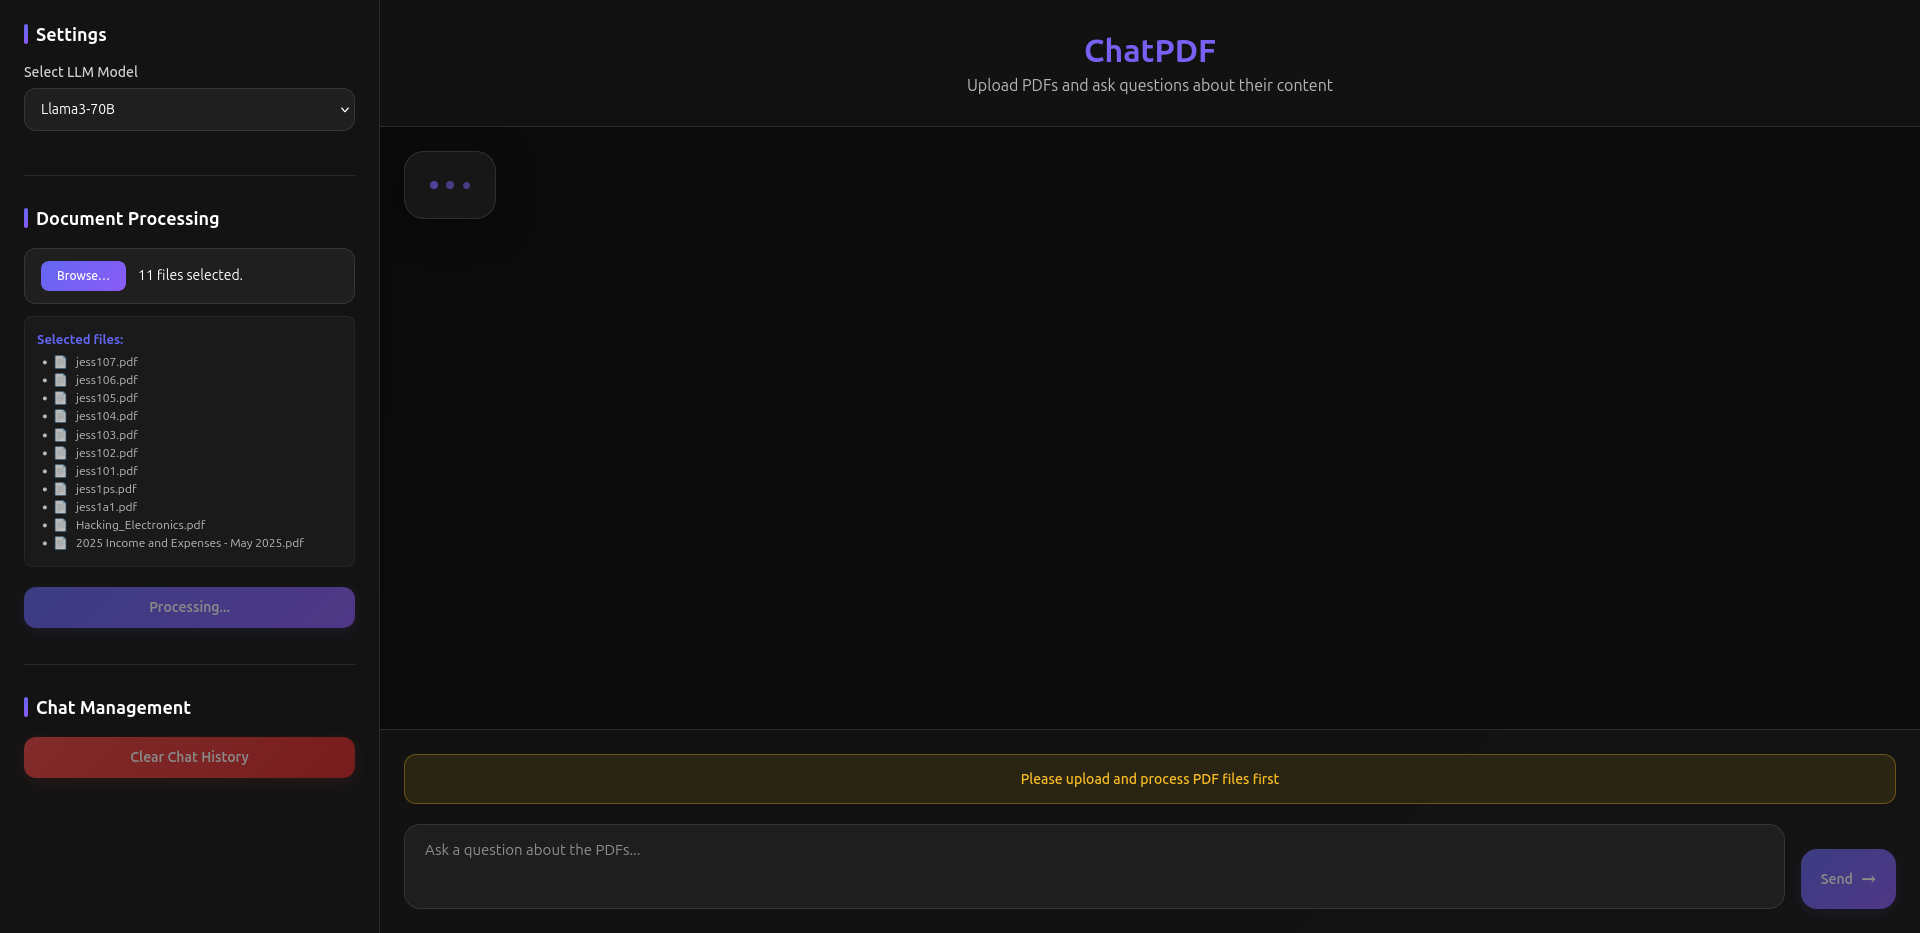 Settings
Select LLM Model
Llama3-70B
Document Processing
Browse...
11 files selected.
Selected files:
jess107.pdf
jess106.pdf
jess105.pdf
jess104.pdf
jess103.pdf
jess102.pdf
jess101.pdf
jess1ps.pdf
jess1a1.pdf
Hacking_Electronics.pdf
2025 Income and Expenses - May 2025.pdf
Processing...
Chat Management
Clear Chat History
ChatPDF
Upload PDFs and ask questions about their content
Please upload and process PDF files first
Ask a question about the PDFs...
Send →